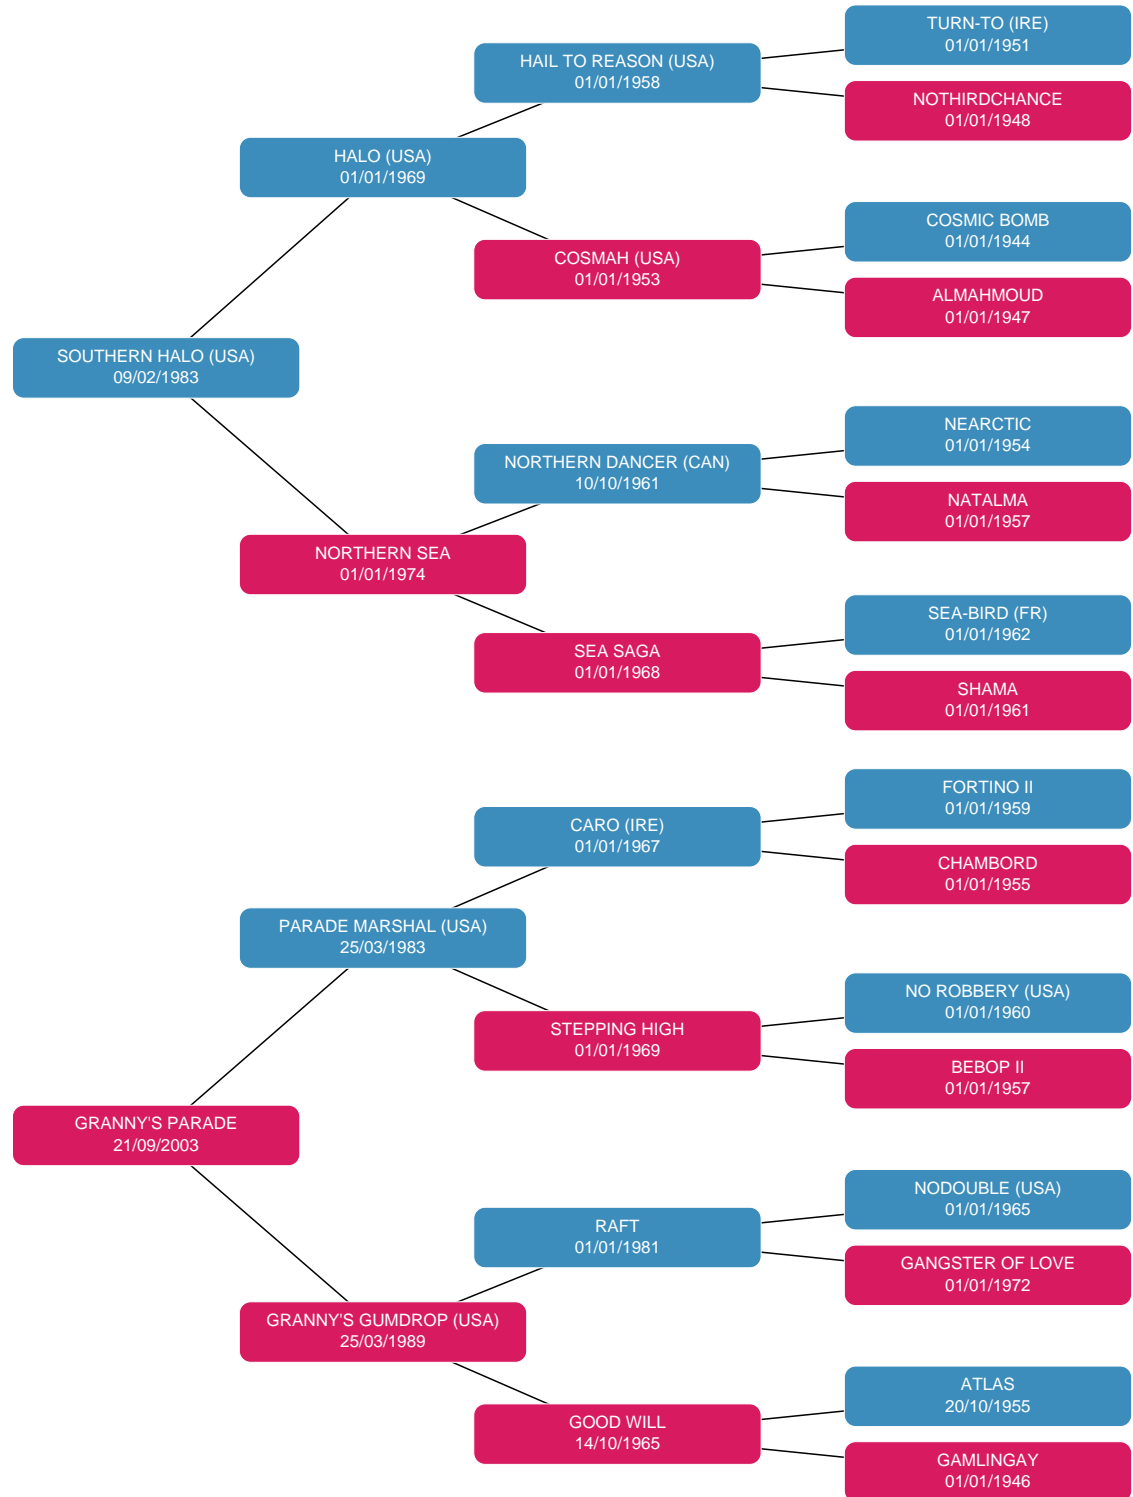 TURN-TO (IRE)
01/01/1951
HAIL TO REASON (USA)
01/01/1958
NOTHIRDCHANCE
01/01/1948
HALO (USA)
01/01/1969
COSMIC BOMB
01/01/1944
COSMAH (USA)
01/01/1953
ALMAHMOUD
01/01/1947
SOUTHERN HALO (USA)
09/02/1983
NEARCTIC
01/01/1954
NORTHERN DANCER (CAN)
10/10/1961
NATALMA
01/01/1957
NORTHERN SEA
01/01/1974
SEA-BIRD (FR)
01/01/1962
SEA SAGA
01/01/1968
SHAMA
01/01/1961
FORTINO II
01/01/1959
CARO (IRE)
01/01/1967
CHAMBORD
01/01/1955
PARADE MARSHAL (USA)
25/03/1983
NO ROBBERY (USA)
01/01/1960
STEPPING HIGH
01/01/1969
BEBOP II
01/01/1957
GRANNY'S PARADE
21/09/2003
NODOUBLE (USA)
01/01/1965
RAFT
01/01/1981
GANGSTER OF LOVE
01/01/1972
GRANNY'S GUMDROP (USA)
25/03/1989
ATLAS
20/10/1955
GOOD WILL
14/10/1965
GAMLINGAY
01/01/1946